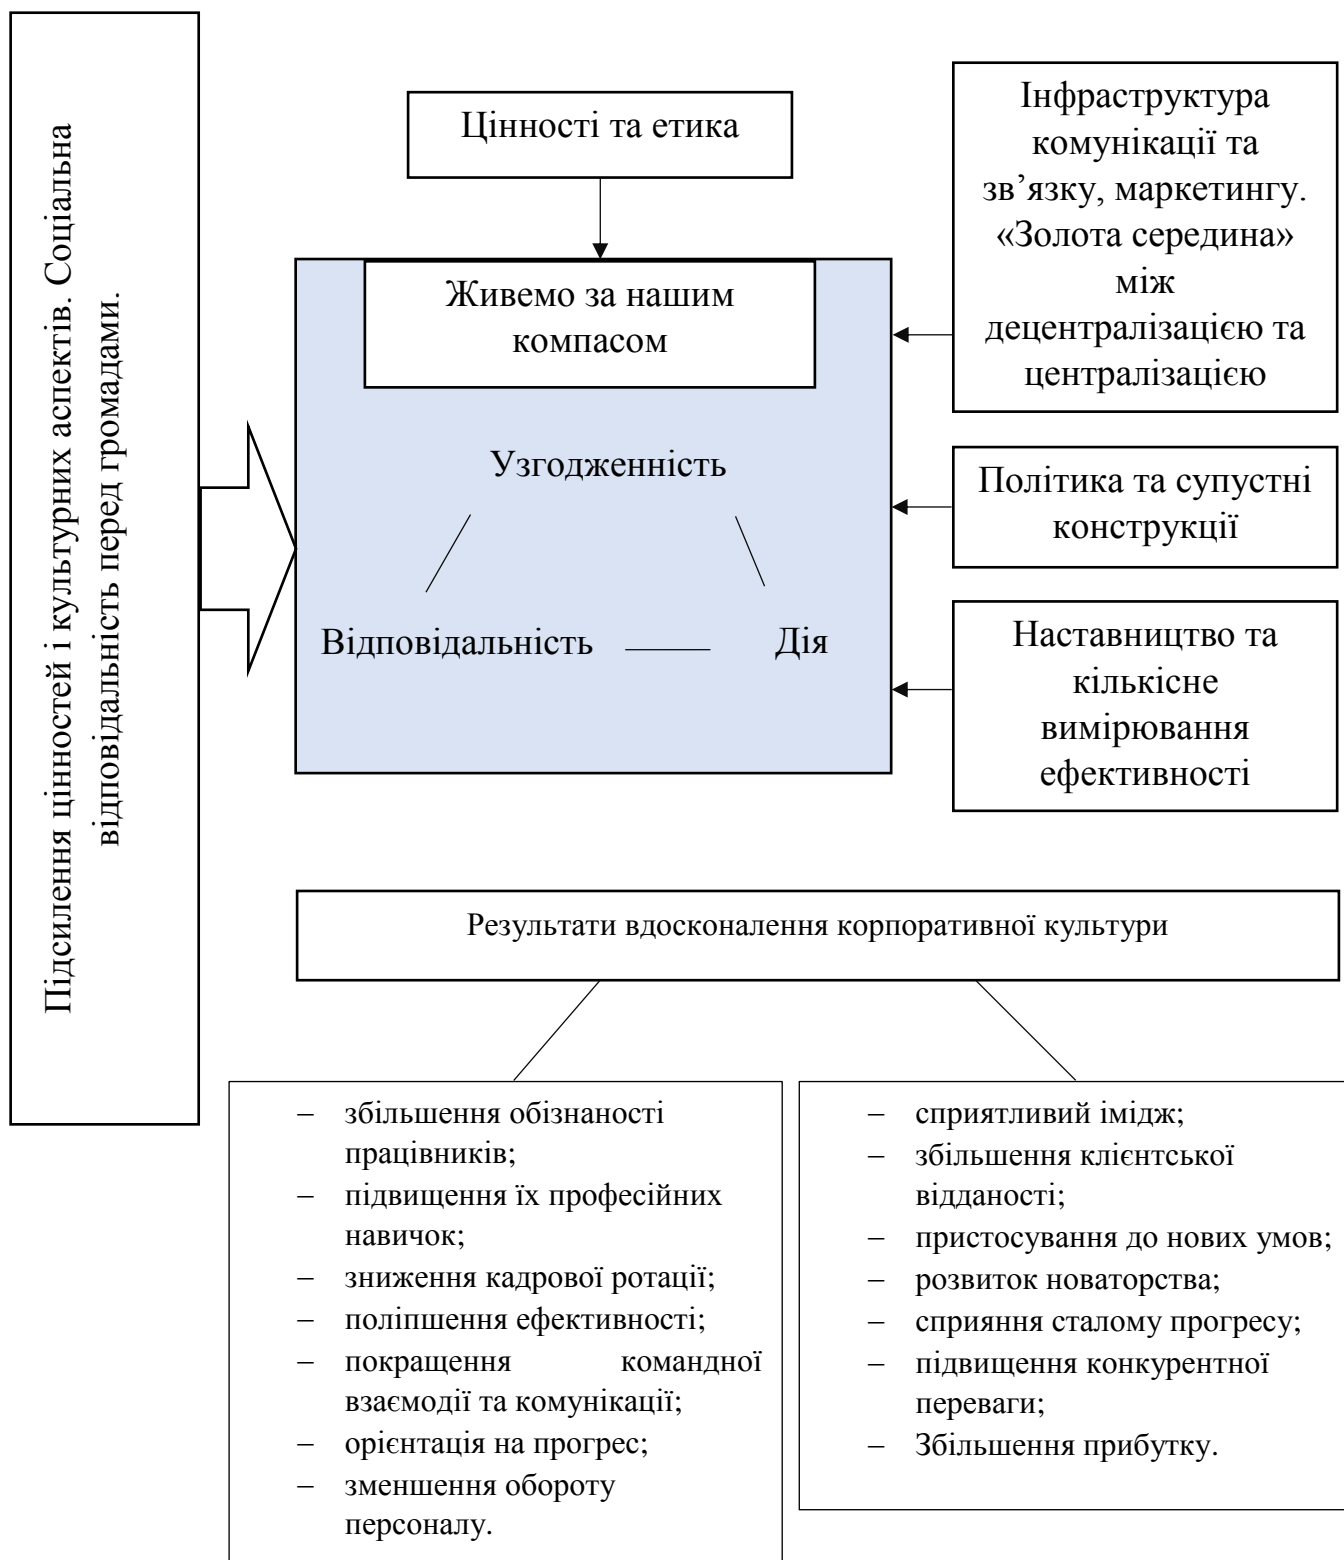 Підсилення цінностей і культурних аспектів. Соціальна
відповідальність перед громадами.
Цінності та етика
Живемо за нашим
компасом
Узгодженність
Відповідальність
Дія
Інфраструктура
комунікації та
зв’язку, маркетингу.
«Золота середина»
між
децентралізацією та
централізацією
Політика та супустні
конструкції
Наставництво та
кількісне
вимірювання
ефективності
Результати вдосконалення корпоративної культури
– збільшення обізнаності
працівників;
– підвищення їх професійних
навичок;
– зниження кадрової ротації;
– поліпшення ефективності;
– покращення командної
взаємодії та комунікації;
– орієнтація на прогрес;
– зменшення обороту
персоналу.
– сприятливий імідж;
– збільшення клієнтської
відданості;
– пристосування до нових умов;
– розвиток новаторства;
– сприяння сталому прогресу;
– підвищення конкурентної
переваги;
– Збільшення прибутку.